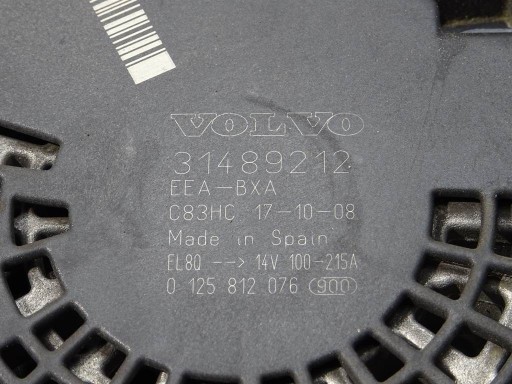 VOLVO
31489212
EEA-BXA
C83HC 17-10-08
Made in Spain
EL8Q --> 14V 100-215A
0 125 812 076 900